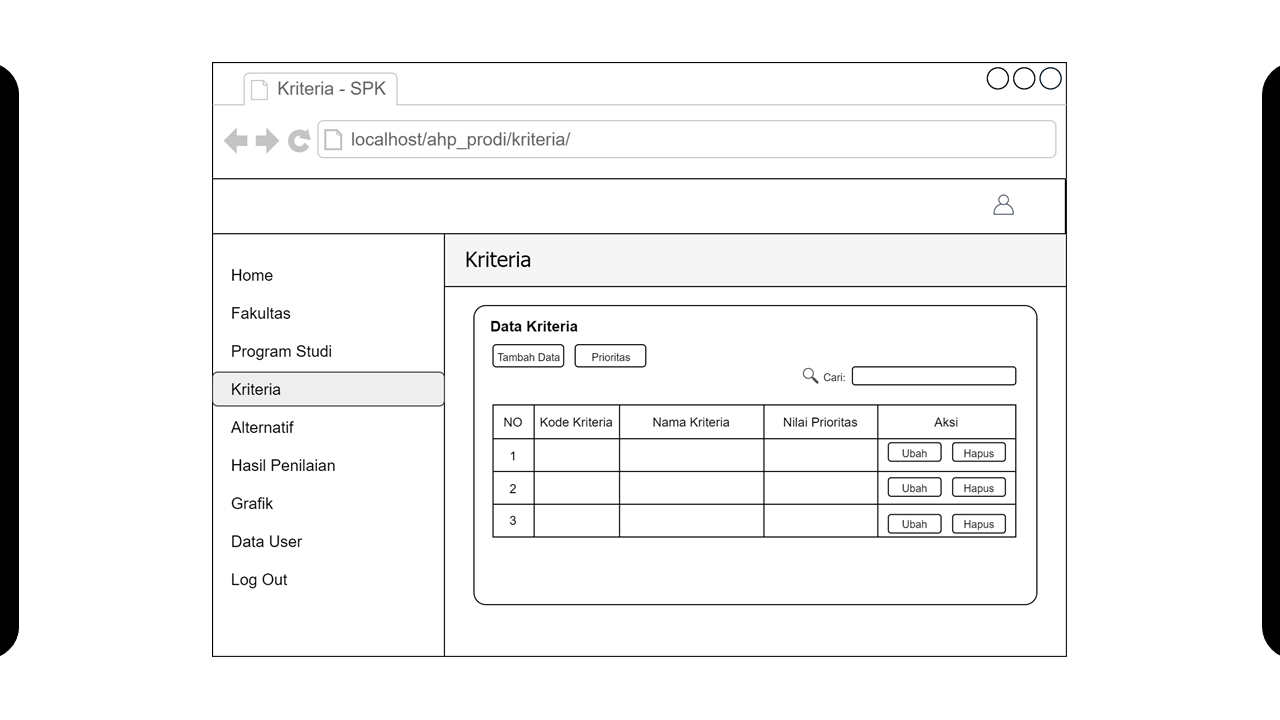 Kriteria - SPK
localhost/ahp_prodi/kriteria/
Home
Fakultas
Program Studi
Kriteria
Alternatif
Hasil Penilaian
Grafik
Data User
Log Out
Kriteria
Data Kriteria
Tambah Data Prioritas
Cari:
NO Kode Kriteria Nama Kriteria Nilai Prioritas Aksi
1 Ubah Hapus
2 Ubah Hapus
3 Ubah Hapus